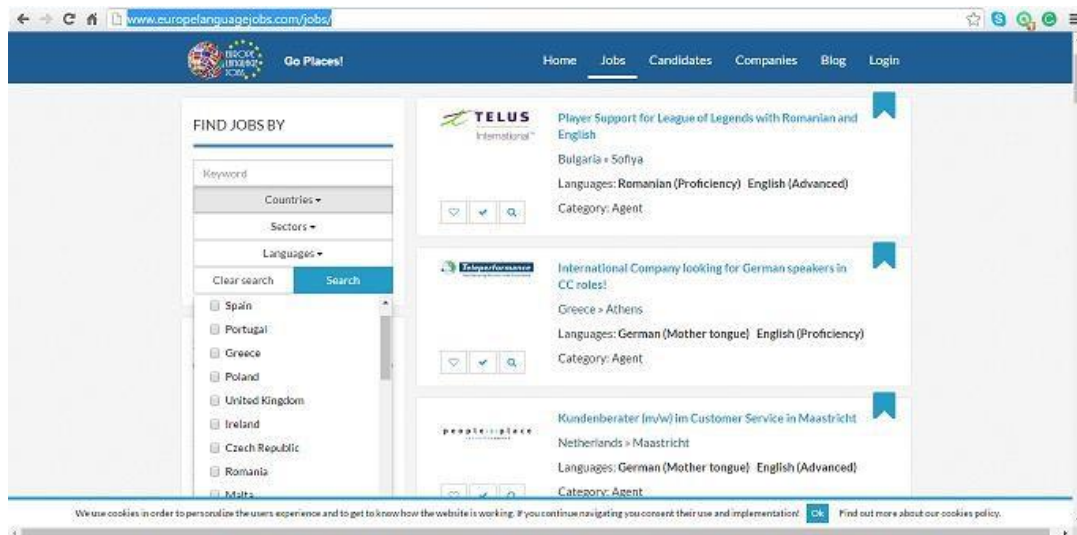 www.europelanguagejobs.com/jobs/
EUROPE
LANGUAGE
JOBS
Go Places!
Home Jobs Candidates Companies Blog Login
FIND JOBS BY
Keyword
Countries
Sectors
Languages
Clear search Search
Spain
Portugal
Greece
Poland
United Kingdom
Ireland
Czech Republic
Romania
Malta
TELUS
International
Player Support for League of Legends with Romanian and
English
Bulgaria » Sofiya
Languages: Romanian (Proficiency) English (Advanced)
Category: Agent
Teleperformance
International Company looking for German speakers in
CC roles!
Greece » Athens
Languages: German (Mother tongue) English (Proficiency)
Category: Agent
Kundenberater (m/w) im Customer Service in Maastricht
Netherlands » Maastricht
Languages: German (Mother tongue) English (Advanced)
Category: Agent
We use cookies in order to personalize the users experience and to get to know how the website is working. If you continue navigating you consent their use and implementation! Ok Find out more about our cookies policy.